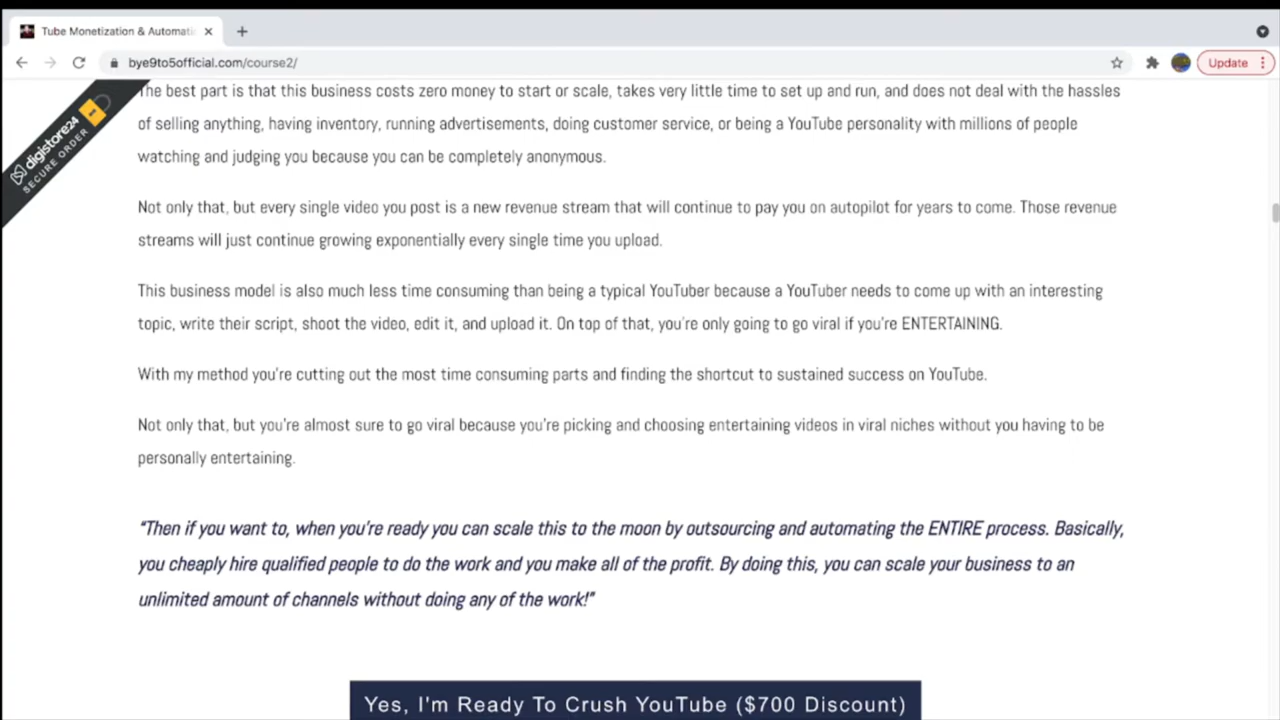 Tube Monetization & Automati
bye9to5official.com/course2/
Update
digistore24
SECURE ORDER
The best part is that this business costs zero money to start or scale, takes very little time to set up and run, and does not deal with the hassles
of selling anything, having inventory, running advertisements, doing customer service, or being a YouTube personality with millions of people
watching and judging you because you can be completely anonymous.
Not only that, but every single video you post is a new revenue stream that will continue to pay you on autopilot for years to come. Those revenue
streams will just continue growing exponentially every single time you upload.
This business model is also much less time consuming than being a typical YouTuber because a YouTuber needs to come up with an interesting
topic, write their script, shoot the video, edit it, and upload it. On top of that, you're only going to go viral if you're ENTERTAINING.
With my method you're cutting out the most time consuming parts and finding the shortcut to sustained success on YouTube.
Not only that, but you're almost sure to go viral because you're picking and choosing entertaining videos in viral niches without you having to be
personally entertaining.
"Then if you want to, when you're ready you can scale this to the moon by outsourcing and automating the ENTIRE process. Basically,
you cheaply hire qualified people to do the work and you make all of the profit. By doing this, you can scale your business to an
unlimited amount of channels without doing any of the work!"
Yes, I'm Ready To Crush YouTube ($700 Discount)